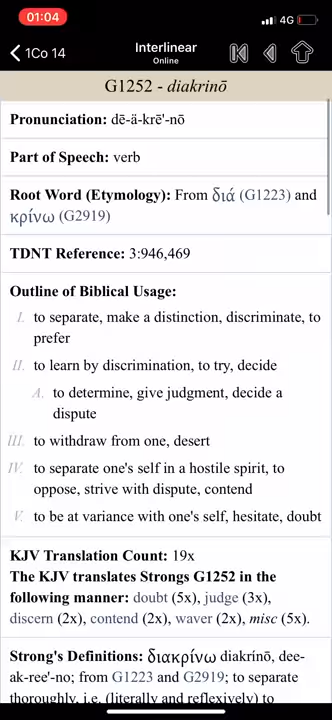 01:04
4G
1Co 14
Interlinear
Online
G1252 - diakrinō
Pronunciation: dē-ä-krē'-nō
Part of Speech: verb
Root Word (Etymology): From διά (G1223) and
κρίνω (G2919)
TDNT Reference: 3:946,469
Outline of Biblical Usage:
I. to separate, make a distinction, discriminate, to
prefer
II. to learn by discrimination, to try, decide
A. to determine, give judgment, decide a
dispute
III. to withdraw from one, desert
IV. to separate one's self in a hostile spirit, to
oppose, strive with dispute, contend
V. to be at variance with one's self, hesitate, doubt
KJV Translation Count: 19x
The KJV translates Strongs G1252 in the
following manner: doubt (5x), judge (3x),
discern (2x), contend (2x), waver (2x), misc (5x).
Strong's Definitions: διακρίνω diakrínō, dee-
ak-ree'-no; from G1223 and G2919; to separate
thoroughly, i.e. (literally and reflexively) to